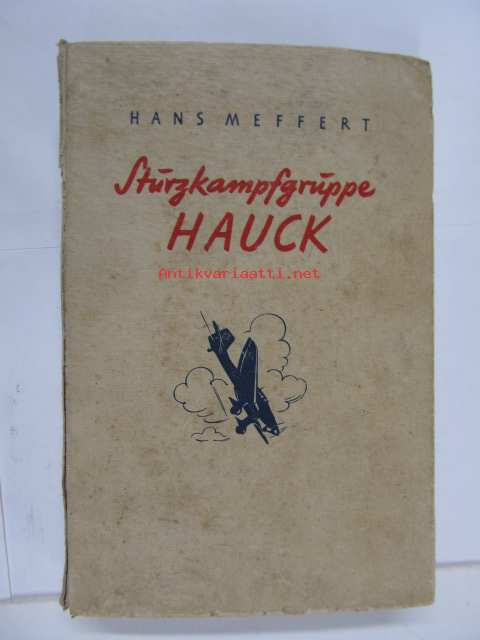 HANS MEFFERT
Sturzkampfgruppe
HAUCK
Antikvariaatti.net